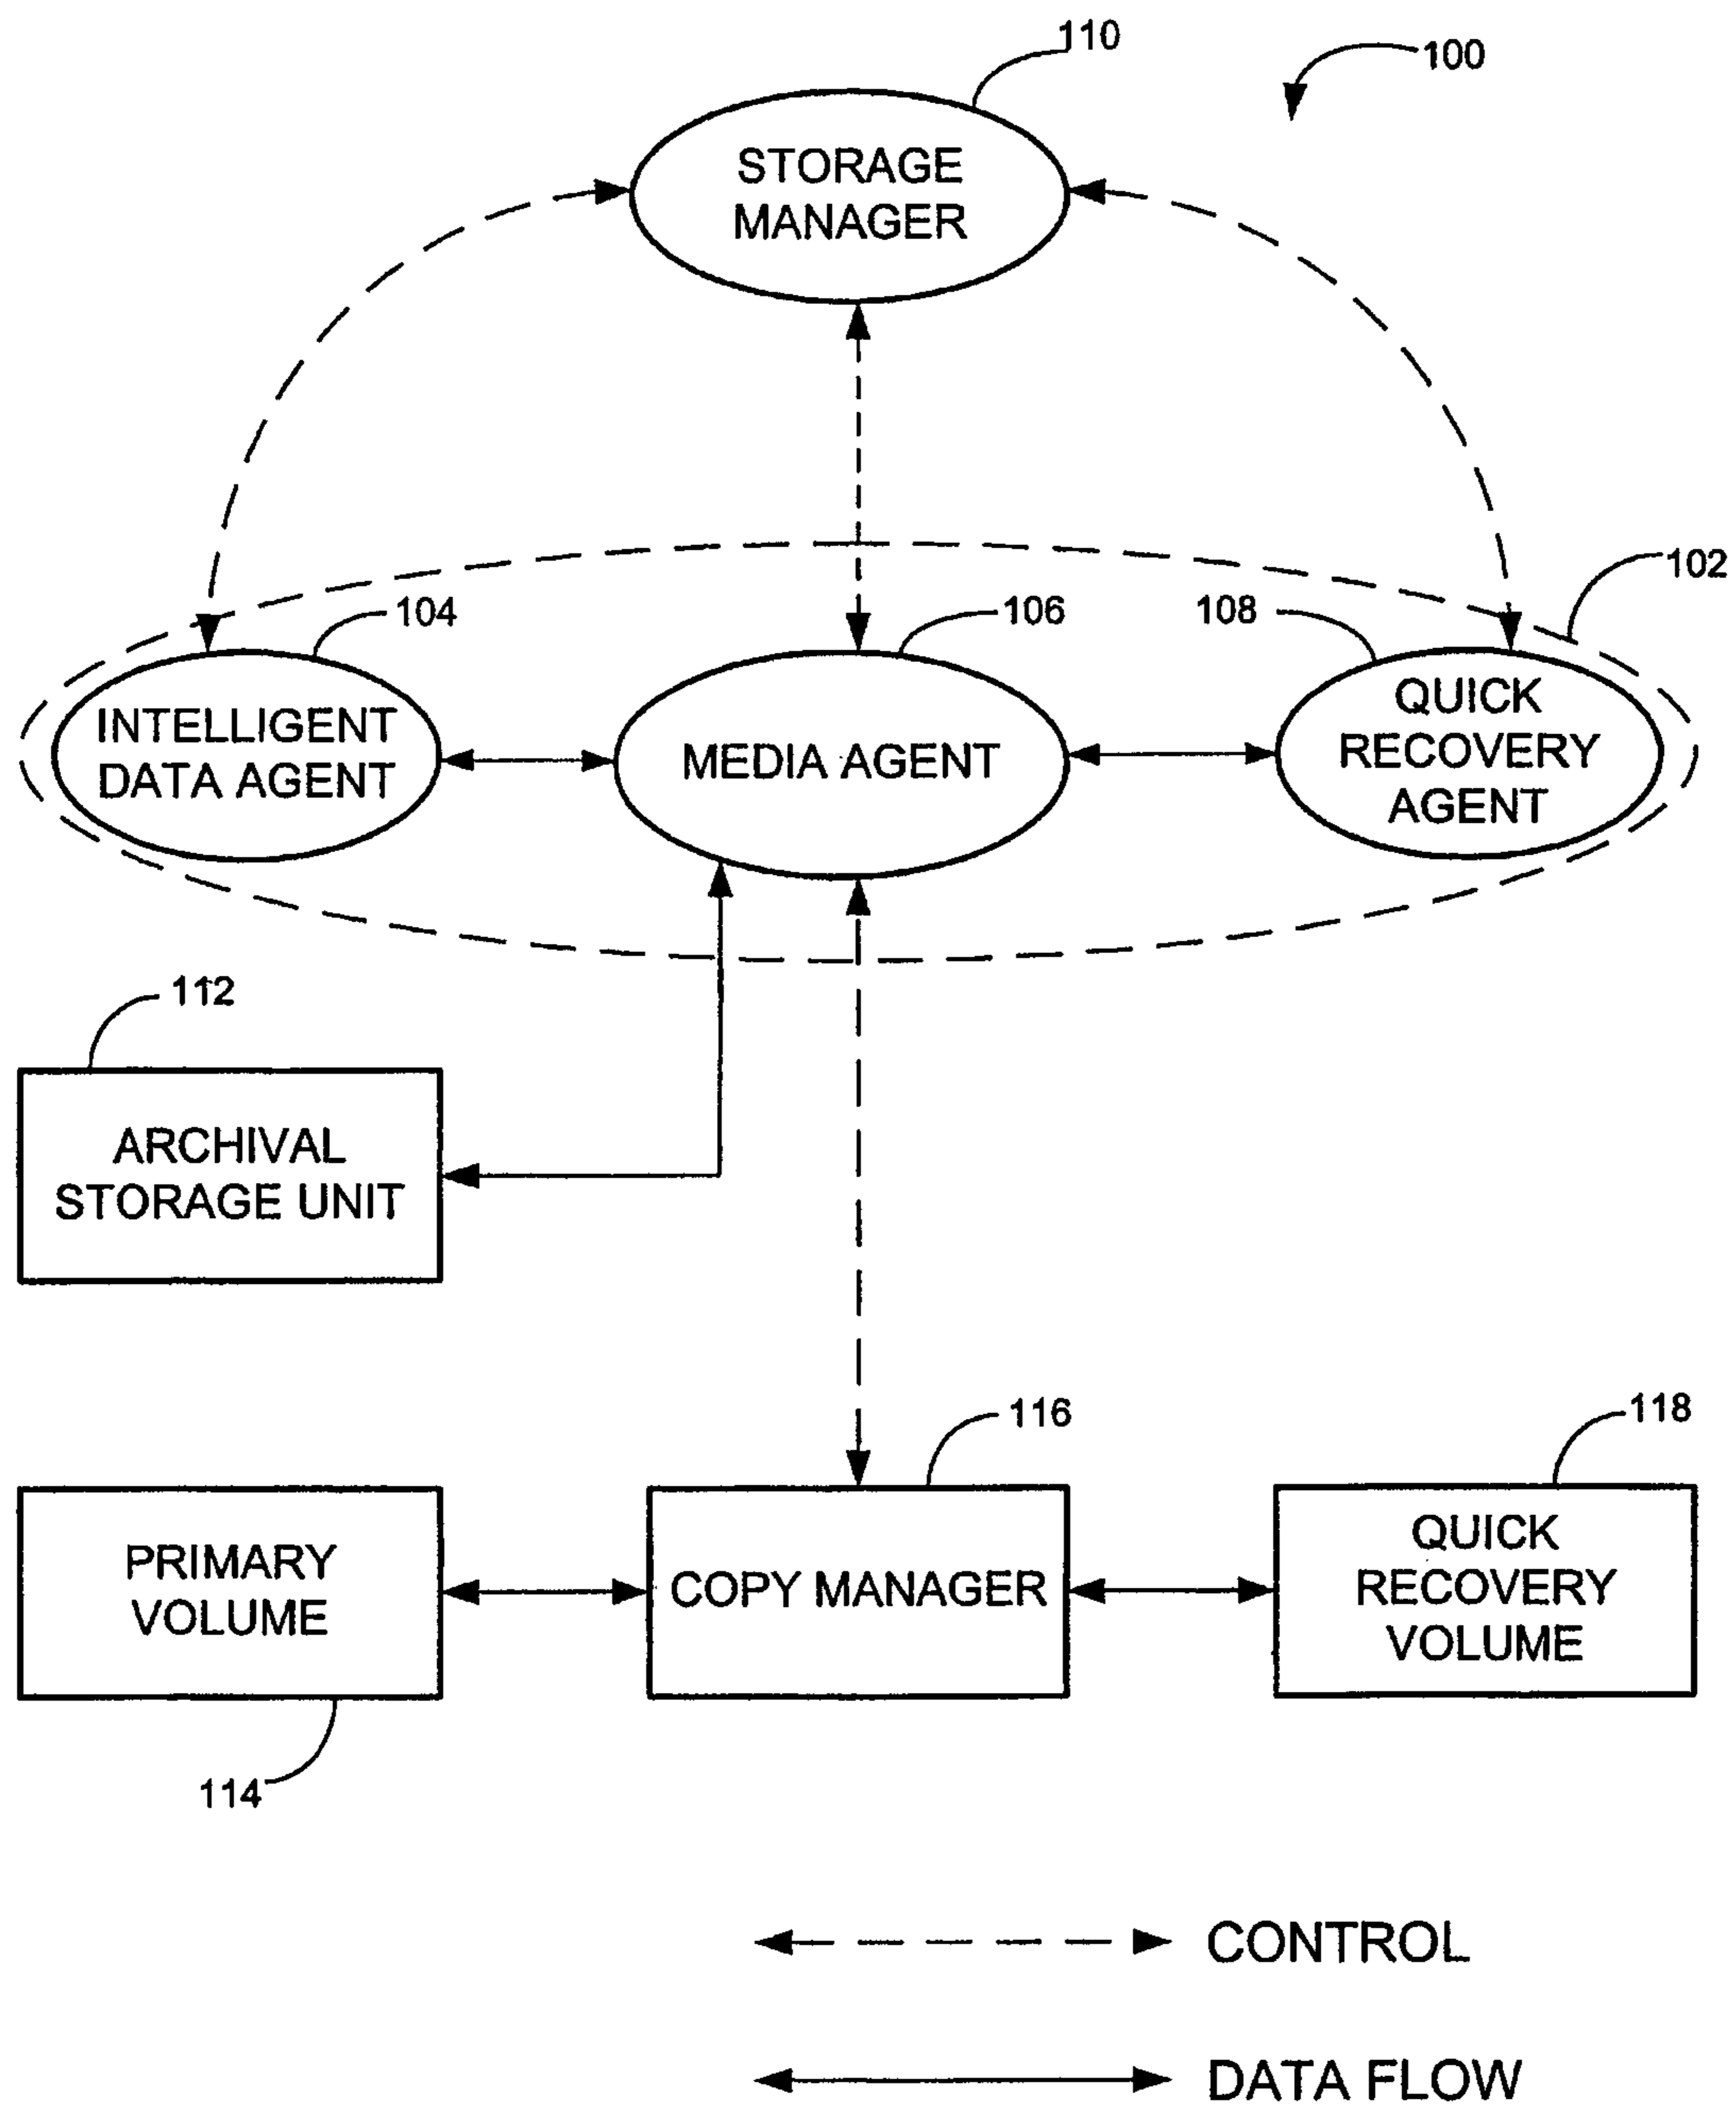 110
100
STORAGE
MANAGER
102
104
106
108
INTELLIGENT
DATA AGENT
MEDIA AGENT
QUICK
RECOVERY
AGENT
112
ARCHIVAL
STORAGE UNIT
116
118
PRIMARY
VOLUME
COPY MANAGER
QUICK
RECOVERY
VOLUME
114
CONTROL
DATA FLOW